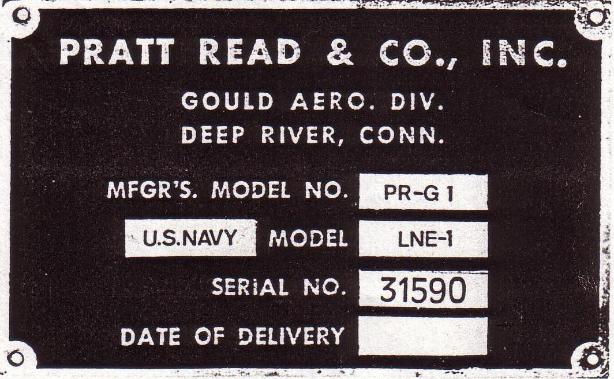 PRATT READ & CO., INC.
GOULD AERO. DIV.
DEEP RIVER, CONN.
MFGR'S. MODEL NO. PR-G 1
U.S.NAVY MODEL LNE-1
SERIAL NO. 31590
DATE OF DELIVERY